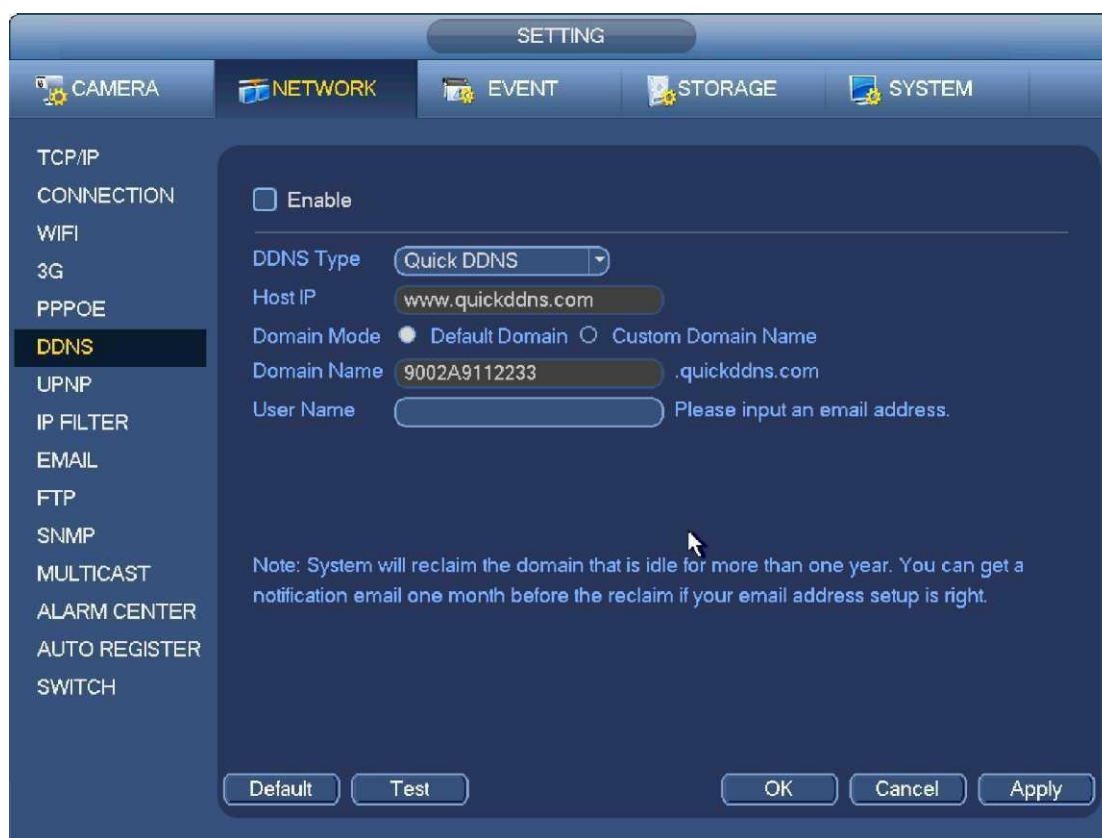 SETTING
CAMERA NETWORK EVENT STORAGE SYSTEM
TCP/IP
CONNECTION
WIFI
3G
PPPOE
DDNS
UPNP
IP FILTER
EMAIL
FTP
SNMP
MULTICAST
ALARM CENTER
AUTO REGISTER
SWITCH
Enable
DDNS Type Quick DDNS
Host IP www.quickddns.com
Domain Mode Default Domain Custom Domain Name
Domain Name 9002A9112233 .quickddns.com
User Name Please input an email address.
Note: System will reclaim the domain that is idle for more than one year. You can get a
notification email one month before the reclaim if your email address setup is right.
Default Test OK Cancel Apply